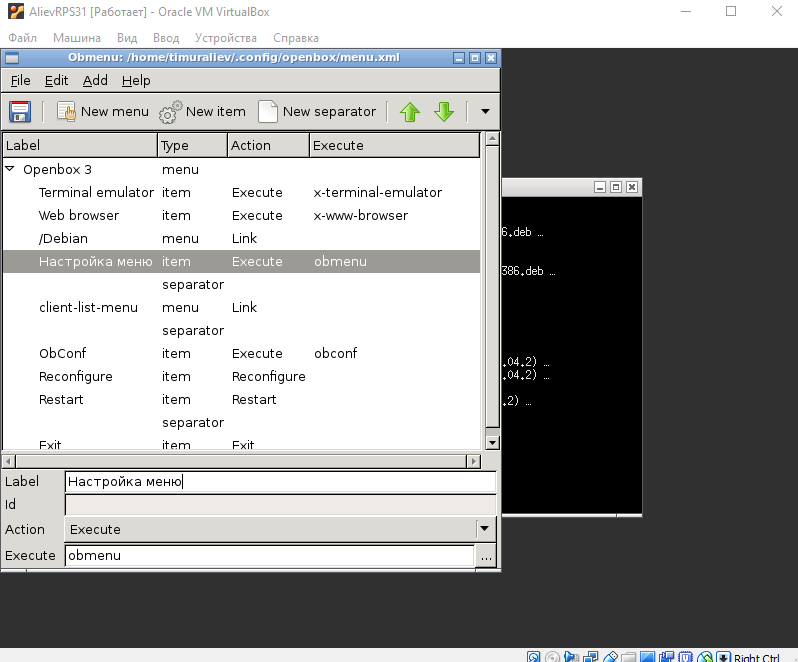 AlievRPS31 [Работает] - Oracle VM VirtualBox
Файл Машина Вид Ввод Устройства Справка
Obmenu: /home/timuraliev/.config/openbox/menu.xml
File Edit Add Help
New menu New item New separator
Label Type Action Execute
Openbox 3 menu
Terminal emulator item Execute x-terminal-emulator
Web browser item Execute x-www-browser
/Debian menu Link
Настройка меню item Execute obmenu
separator
client-list-menu menu Link
separator
ObConf item Execute obconf
Reconfigure item Reconfigure
Restart item Restart
separator
Exit item Exit
Label Настройка меню
Id
Action Execute
Execute obmenu ...
6.deb …
386.deb …
.04.2) …
.04.2) …
.2) …
Right Ctrl